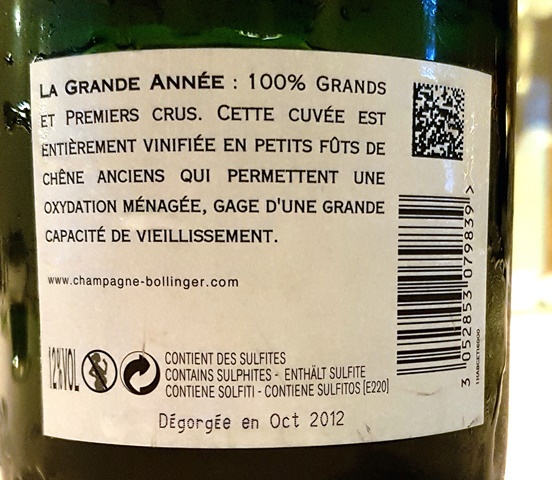 LA GRANDE ANNÉE : 100% GRANDS
ET PREMIERS CRUS. CETTE CUVÉE EST
ENTIÈREMENT VINIFIÉE EN PETITS FÛTS DE
CHÊNE ANCIENS QUI PERMETTENT UNE
OXYDATION MÉNAGÉE, GAGE D'UNE GRANDE
CAPACITÉ DE VIEILLISSEMENT.
www.champagne-bollinger.com
12%VOL
CONTIENT DES SULFITES
CONTAINS SULPHITES - ENTHÄLT SULFITE
CONTIENE SOLFITI - CONTIENE SULFITOS [E220]
Dégorgée en Oct 2012
3 052853 079839 >